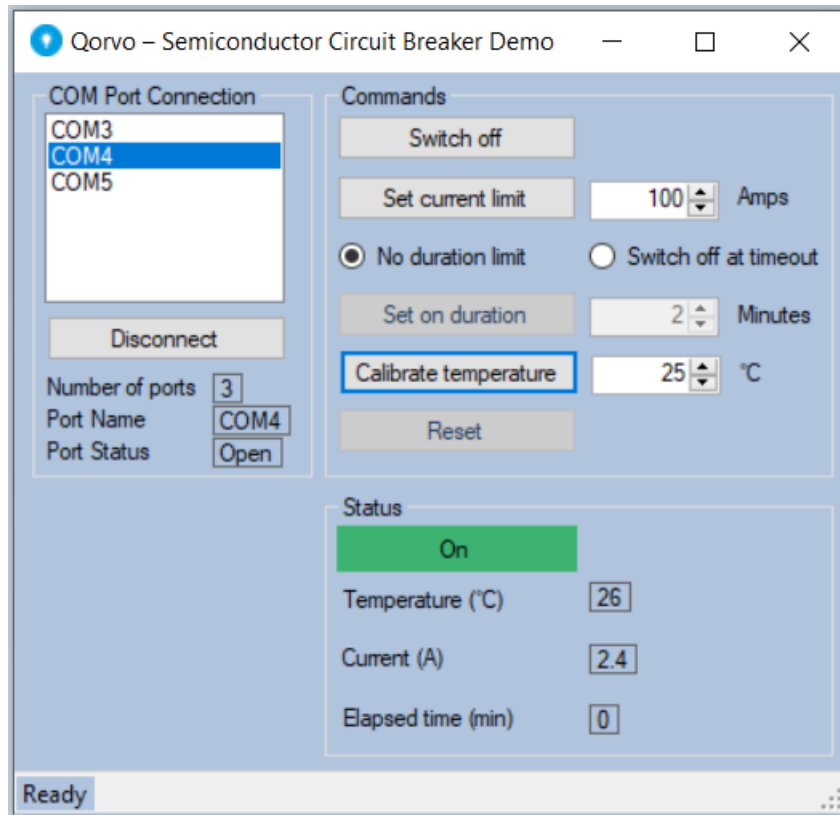 Qorvo – Semiconductor Circuit Breaker Demo
COM Port Connection
COM3
COM4
COM5
Disconnect
Number of ports 3
Port Name COM4
Port Status Open
Commands
Switch off
Set current limit 100 Amps
No duration limit Switch off at timeout
Set on duration 2 Minutes
Calibrate temperature 25 °C
Reset
Status
On
Temperature (°C) 26
Current (A) 2.4
Elapsed time (min) 0
Ready